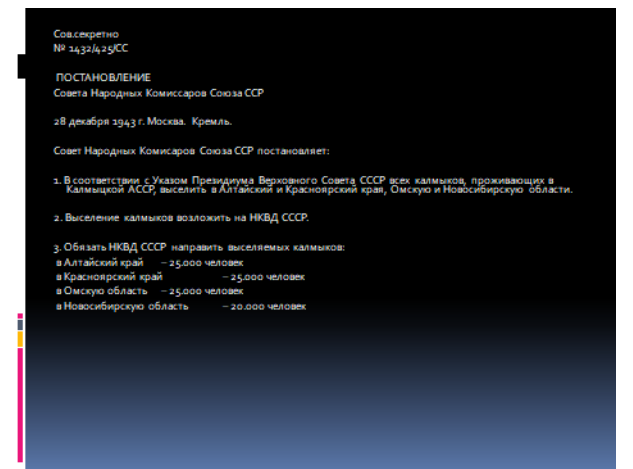 Сов.секретно
№ 1432/425/СС
ПОСТАНОВЛЕНИЕ
Совета Народных Комиссаров Союза ССР
28 декабря 1943 г. Москва. Кремль.
Совет Народных Комисаров Союза ССР постановляет:
1. В соответствии с Указом Президиума Верховного Совета СССР всех калмыков, проживающих в
Калмыцкой АССР, выселить в Алтайский и Красноярский края, Омскую и Новосибирскую области.
2. Выселение калмыков возложить на НКВД СССР.
3. Обязать НКВД СССР направить выселяемых калмыков:
в Алтайский край – 25.000 человек
в Красноярский край – 25.000 человек
в Омскую область – 25.000 человек
в Новосибирскую область – 20.000 человек